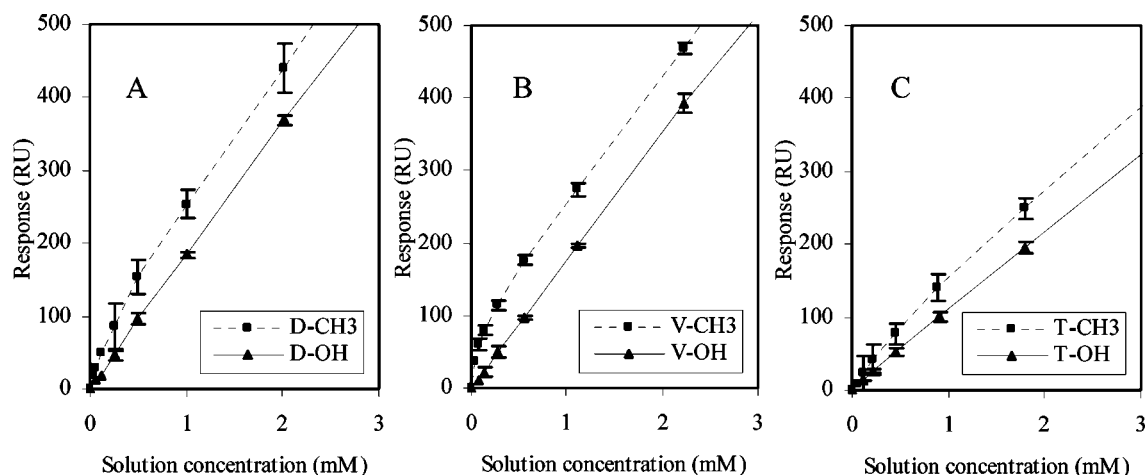 A
Response (RU)
500
400
300
200
100
0
0 1 2 3
Solution concentration (mM)
D-CH3
D-OH
B
Response (RU)
500
400
300
200
100
0
0 1 2 3
Solution concentration (mM)
V-CH3
V-OH
C
Response (RU)
500
400
300
200
100
0
0 1 2 3
Solution concentration (mM)
T-CH3
T-OH